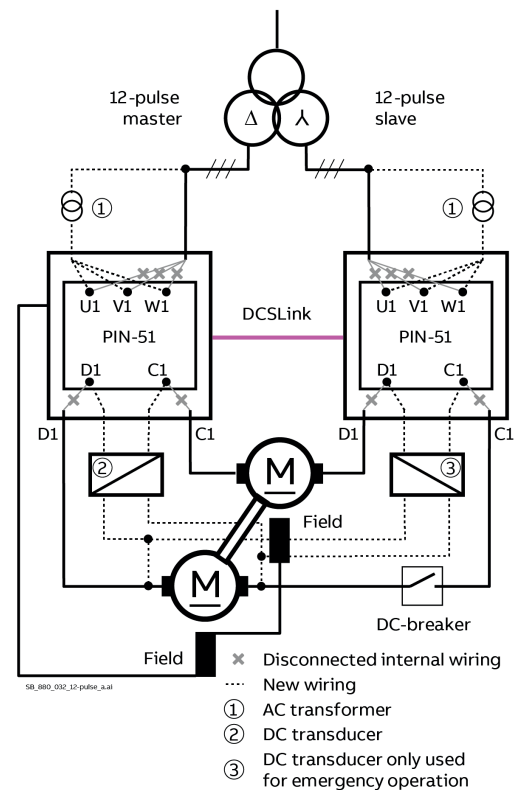 12-pulse
master
12-pulse
slave
Δ
⅄
①
①
U1 V1 W1
U1 V1 W1
PIN-51
DCSLink
PIN-51
D1 C1
D1 C1
D1
C1
D1
C1
②
③
M
Field
M
DC-breaker
Field
Disconnected internal wiring
SB_880_032_12-pulse_a.ai
New wiring
① AC transformer
② DC transducer
③ DC transducer only used
for emergency operation